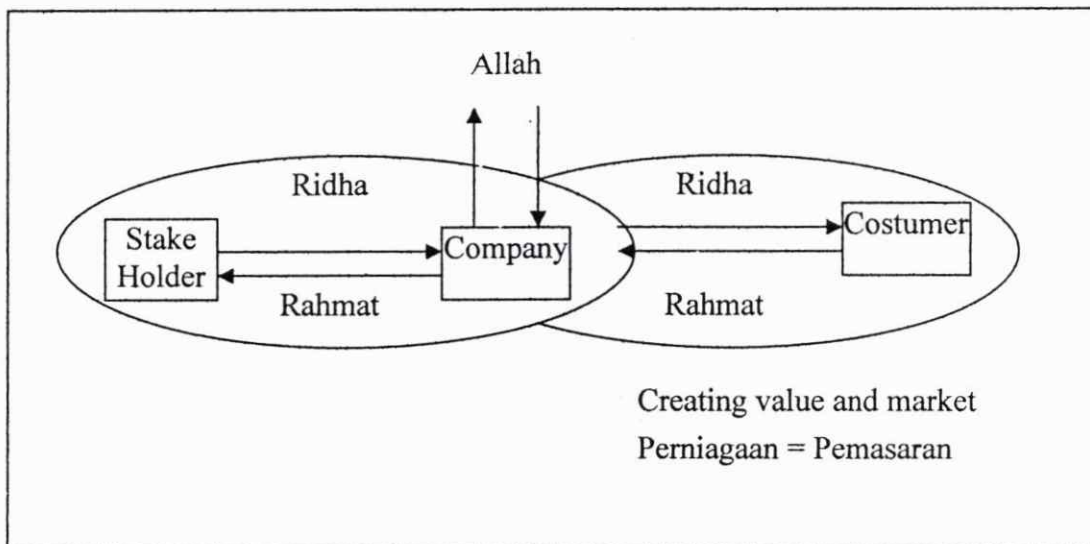 Allah
Ridha
Ridha
Stake
Holder
Company
Costumer
Rahmat
Rahmat
Creating value and market
Perniagaan = Pemasaran